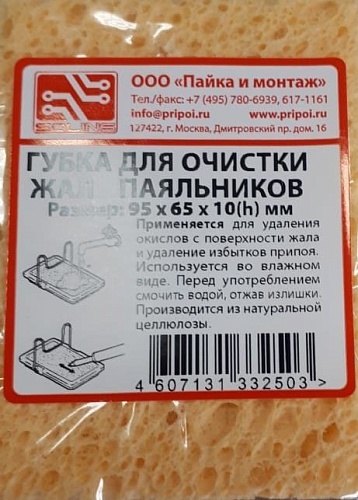 ООО «Пайка и монтаж»
Тел./факс: +7 (495) 780-6939, 617-1161
info@pripoi.ru www.pripoi.ru
127422, г. Москва, Дмитровский пр. дом. 16
SOLINS
ГУБКА ДЛЯ ОЧИСТКИ
ЖАЛ ПАЯЛЬНИКОВ
Размер: 95 x 65 x 10(h) мм
Применяется для удаления
окислов с поверхности жала
и удаление избытков припоя.
Используется во влажном
виде. Перед употреблением
смочить водой, отжав излишки.
Производится из натуральной
целлюлозы.
4 607131 332503 >